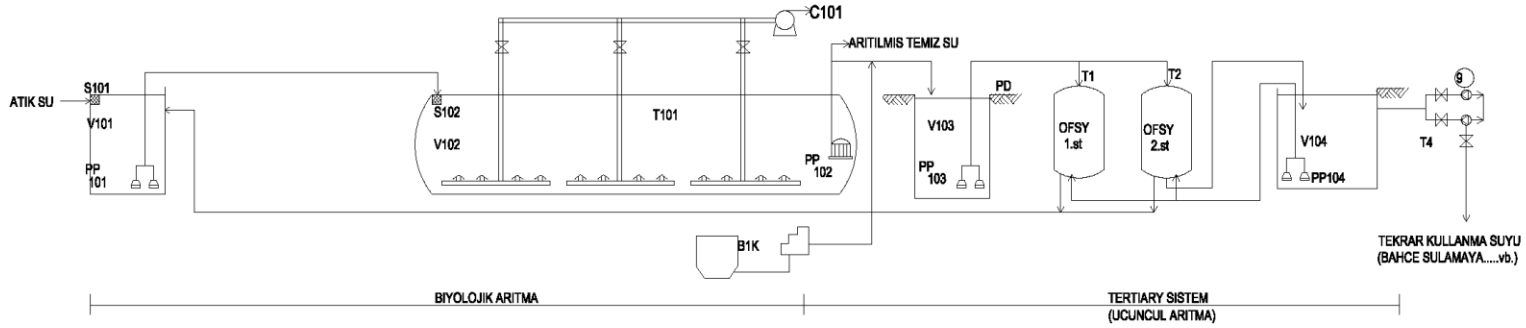 C101
ARITILMIS TEMIZ SU
S101
ATIK SU
V101
PP
101
S102
V102
T101
PP
102
V103
PD
PP
103
T1
T2
OFSY
1.st
OFSY
2.st
V104
PP104
9
T4
B1K
TEKRAR KULLANMA SUYU
(BAHCE SULAMAYA.....vb.)
BIYOLOJIK ARITMA
TERTIARY SISTEM
(UCUNCUL ARITMA)